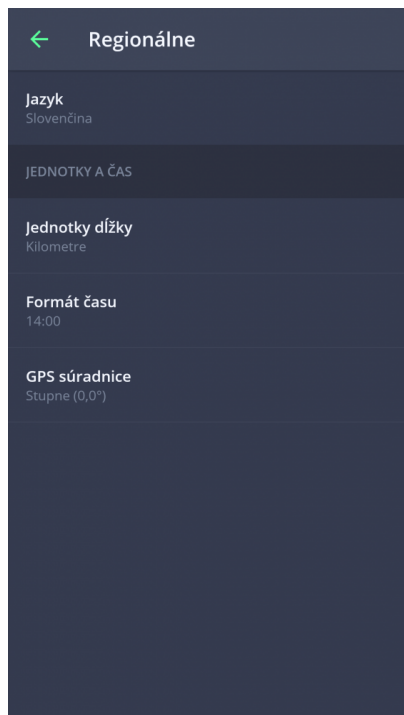 Regionálne
Jazyk
Slovenčina
JEDNOTKY A ČAS
Jednotky dĺžky
Kilometre
Formát času
14:00
GPS súradnice
Stupne (0,0°)